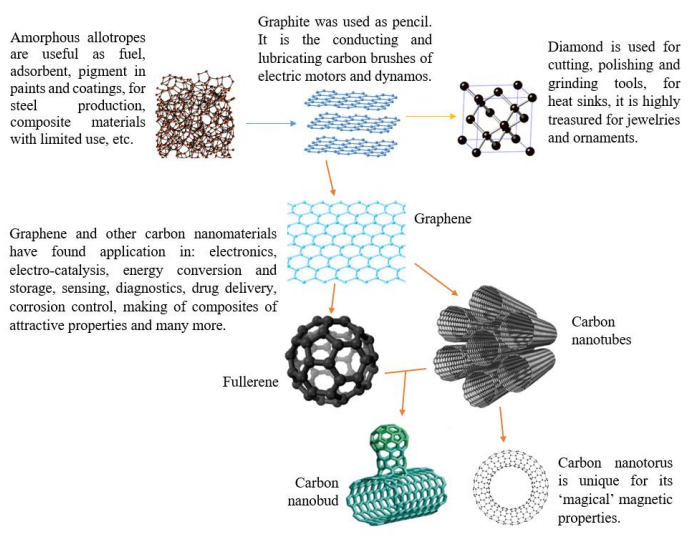 Amorphous allotropes
are useful as fuel,
adsorbent, pigment in
paints and coatings, for
steel production,
composite materials
with limited use, etc.
Graphite was used as pencil.
It is the conducting and
lubricating carbon brushes of
electric motors and dynamos.
Diamond is used for
cutting, polishing and
grinding tools, for
heat sinks, it is highly
treasured for jewelries
and ornaments.
Graphene
Graphene and other carbon nanomaterials
have found application in: electronics,
electro-catalysis, energy conversion and
storage, sensing, diagnostics, drug delivery,
corrosion control, making of composites of
attractive properties and many more.
Carbon
nanotubes
Fullerene
Carbon
nanobud
Carbon nanotorus
is unique for its
‘magical’ magnetic
properties.